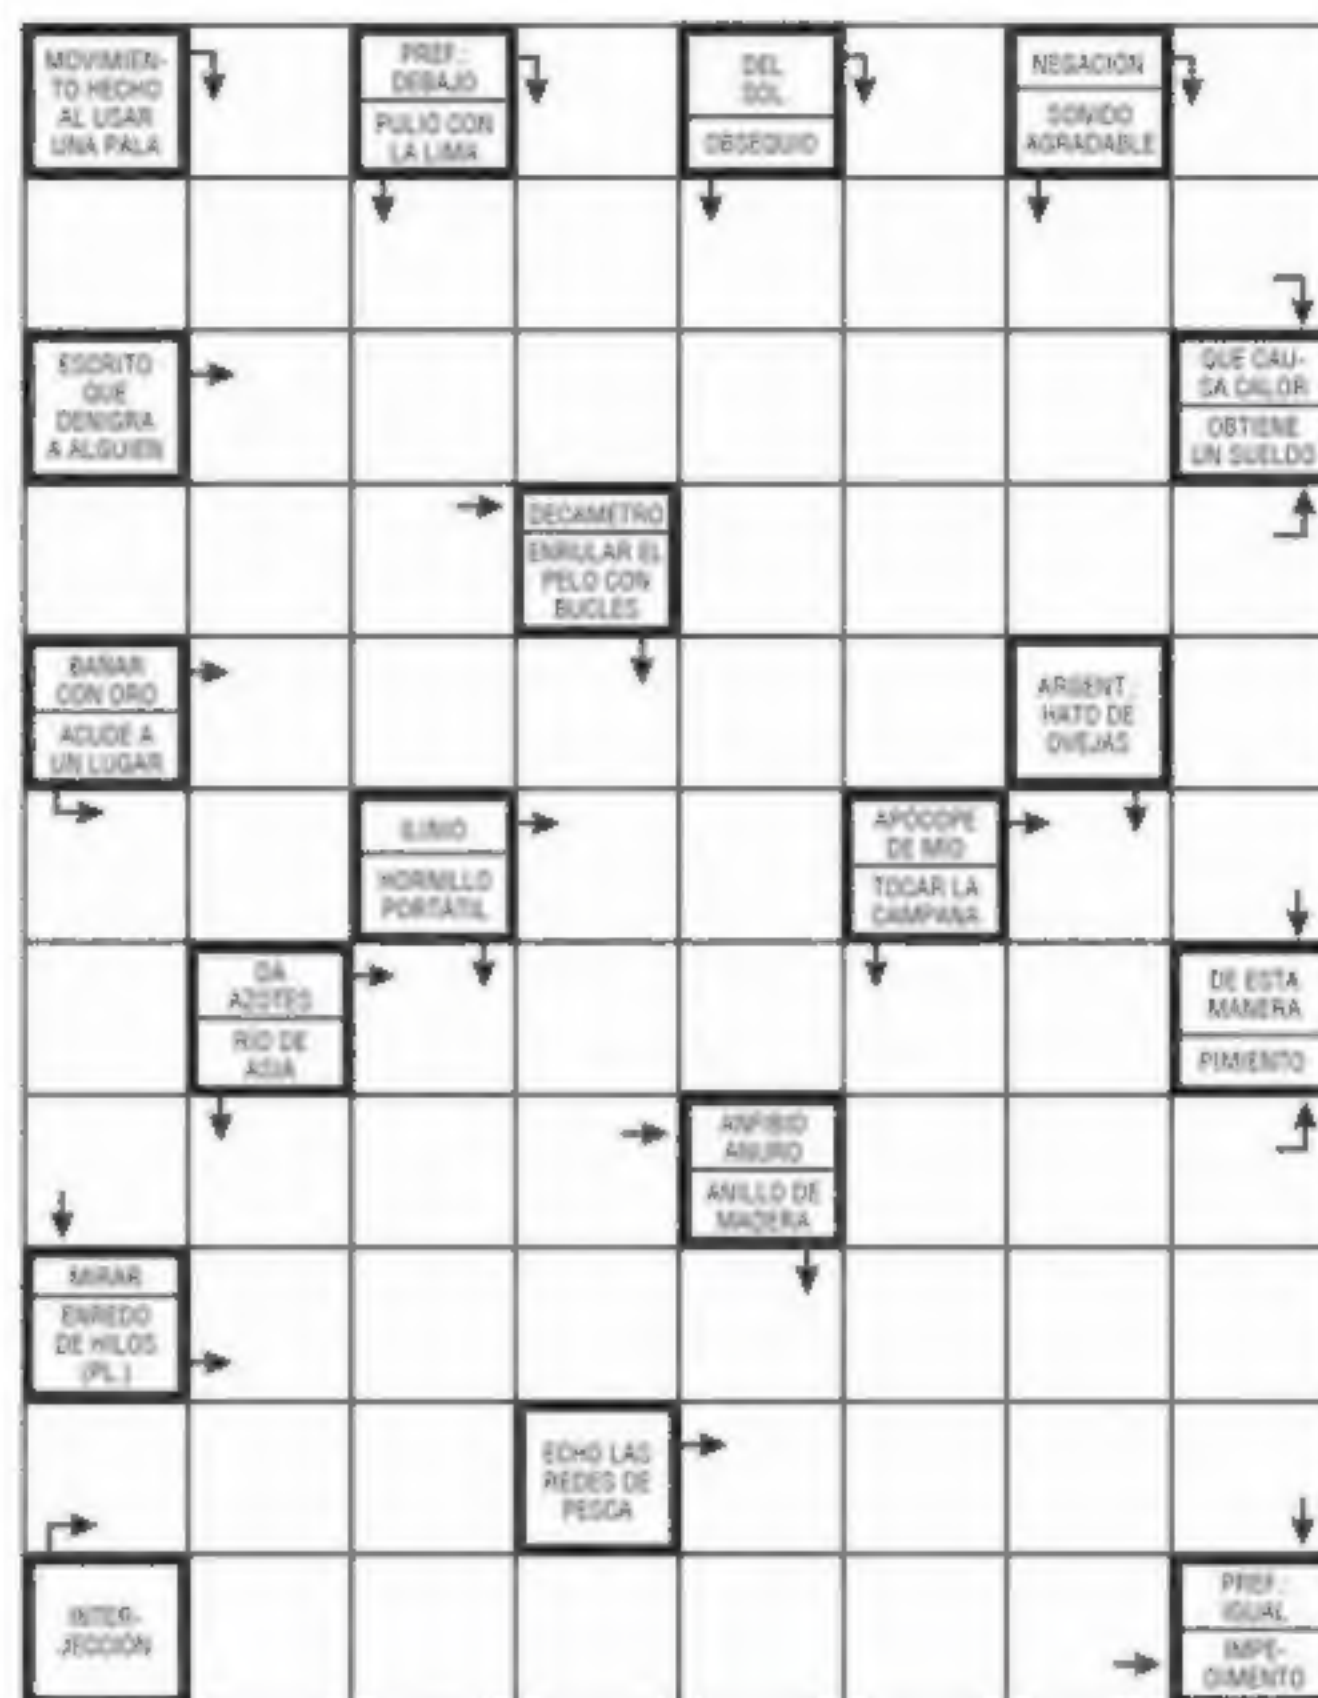 MOVIMIEN-
TO HECHO
AL USAR
UNA PALA
PREF.:
DEBAJO
PULIO CON
LA LIMA
DEL
SOL
OBSEQUIO
NEGACIÓN
SONIDO
AGRADABLE
ESCRITO
QUE
DENIGRA
A ALGUIEN
QUE CAU-
SA CALOR
OBTIENE
UN SUELDO
DECAMETRO
ENRULAR EL
PELO CON
BUCLES
BAÑAR
CON ORO
ACUDE A
UN LUGAR
ARGENT.:
HATO DE
OVEJAS
ILINIO
HORNILLO
PORTÁTIL
APÓCOPE
DE MIO
TOCAR LA
CAMPANA
DA
AZOTES
RÍO DE
ASIA
DE ESTA
MANERA
PIMIENTO
ANFIBIO
ANURO
ANILLO DE
MADERA
MIRAR
ENREDO
DE HILOS
(PL.)
ECHO LAS
REDES DE
PESCA
INTER-
JECCIÓN
PREF.:
IGUAL
IMPE-
DIMENTO